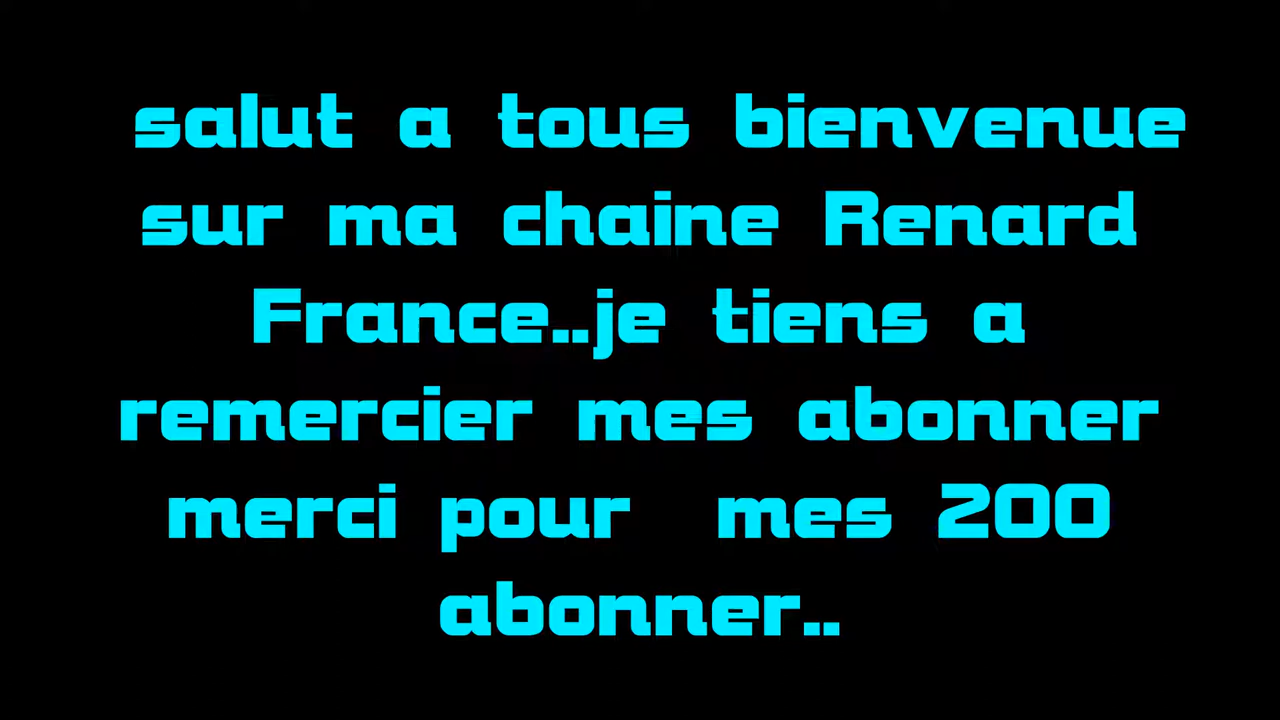 salut a tous bienvenue
sur ma chaine Renard
France..je tiens a
remercier mes abonner
merci pour mes 200
abonner..